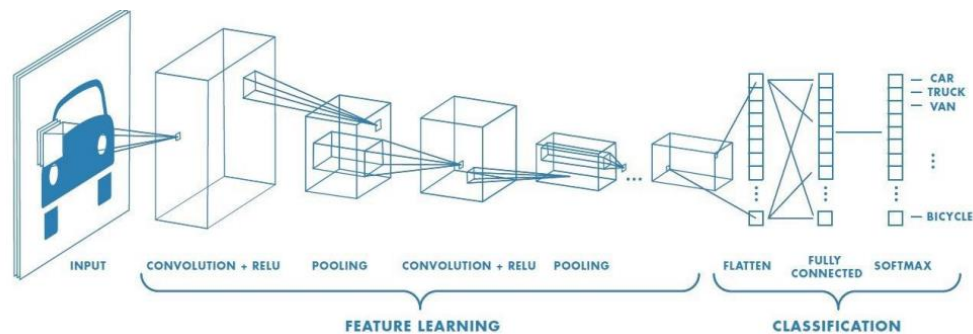 CAR
TRUCK
VAN
BICYCLE
INPUT
CONVOLUTION + RELU
POOLING
CONVOLUTION + RELU
POOLING
FLATTEN
FULLY
CONNECTED
SOFTMAX
FEATURE LEARNING
CLASSIFICATION